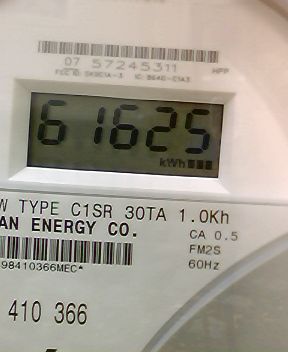 07 57245311
HPP
61625
kWh
W TYPE C1SR 30TA 1.0Kh
AN ENERGY CO.
CA 0.5
FM2S
60Hz
98410366MEC*
410 366